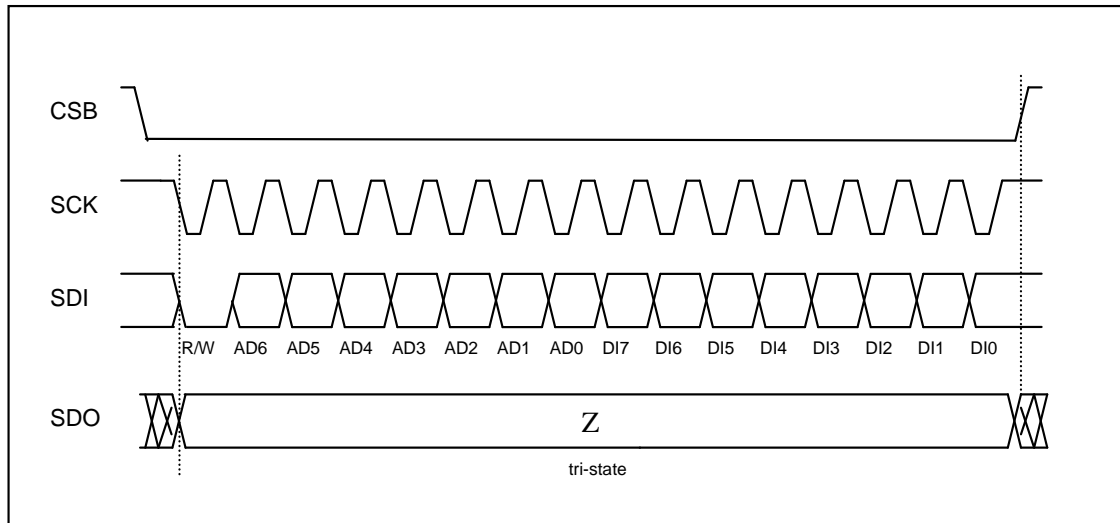 CSB
SCK
SDI
R/W AD6 AD5 AD4 AD3 AD2 AD1 AD0 DI7 DI6 DI5 DI4 DI3 DI2 DI1 DI0
SDO
Z
tri-state